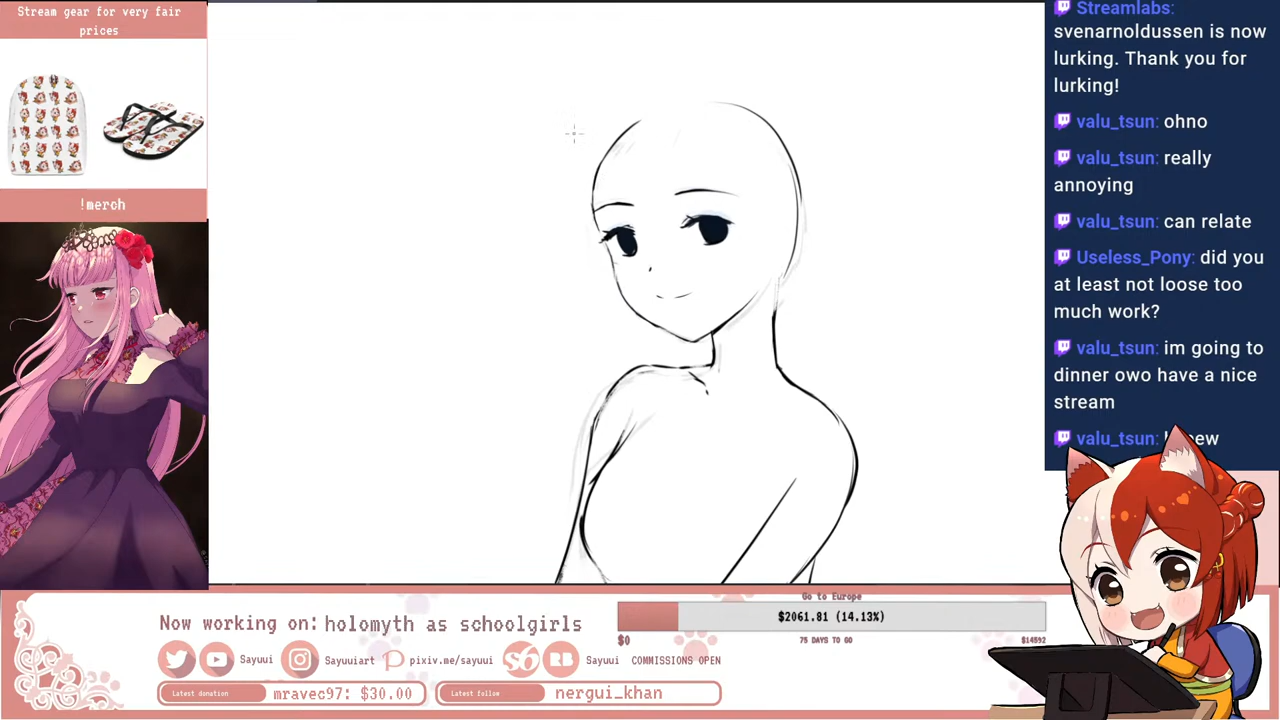 Stream gear for very fair
prices
!merch
Streamlabs:
svenarnoldussen is now
lurking. Thank you for
lurking!
valu_tsun: ohno
valu_tsun: really
annoying
valu_tsun: can relate
Useless_Pony: did you
at least not loose too
much work?
valu_tsun: im going to
dinner owo have a nice
stream
valu_tsun:
Go to Europe
$2061.81 (14.13%)
$0
75 DAYS TO GO
$14592
Now working on: holomyth as schoolgirls
Sayuui
Sayuuiart
pixiv.me/sayuui
S6
RB
Sayuui
COMMISSIONS OPEN
Latest donation
mravec97: $30.00
Latest follow
nergui_khan